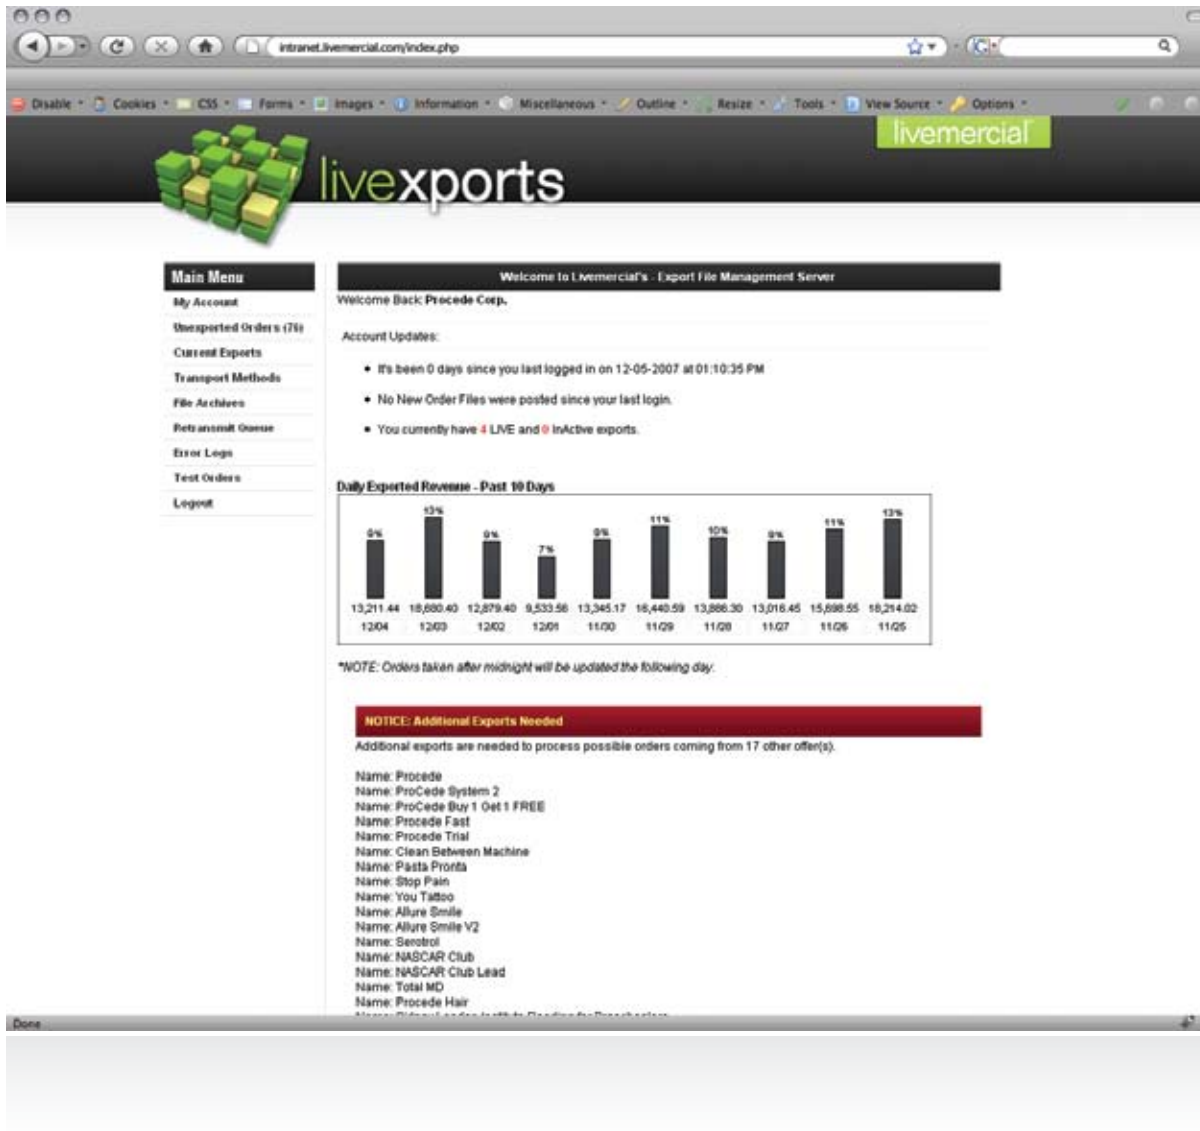 intranet.livemercial.com/index.php
Disable Cookies CSS Forms Images Information Miscellaneous Outline Resize Tools View Source Options
livemercial
livexports
Main Menu
My Account
Unexported Orders (76)
Current Exports
Transport Methods
File Archives
Retransmit Queue
Error Logs
Test Orders
Logout
Welcome to Livemercial's - Export File Management Server
Welcome Back: Procede Corp.
Account Updates:
It's been 0 days since you last logged in on 12-05-2007 at 01:10:35 PM
No New Order Files were posted since your last login.
You currently have 4 LIVE and 0 InActive exports.
Daily Exported Revenue - Past 10 Days
9% 13% 9% 7% 9% 11% 10% 9% 11% 13%
13,211.44 18,680.40 12,879.40 9,533.56 13,345.17 16,440.59 13,866.30 13,016.45 15,698.55 18,214.02
12/04 12/03 12/02 12/01 11/30 11/29 11/28 11/27 11/26 11/25
*NOTE: Orders taken after midnight will be updated the following day.
NOTICE: Additional Exports Needed
Additional exports are needed to process possible orders coming from 17 other offer(s).
Name: Procede
Name: ProCede System 2
Name: ProCede Buy 1 Get 1 FREE
Name: Procede Fast
Name: Procede Trial
Name: Clean Between Machine
Name: Pasta Pronta
Name: Stop Pain
Name: You Tattoo
Name: Allure Smile
Name: Allure Smile V2
Name: Serotrol
Name: NASCAR Club
Name: NASCAR Club Lead
Name: Total MD
Name: Procede Hair
Done